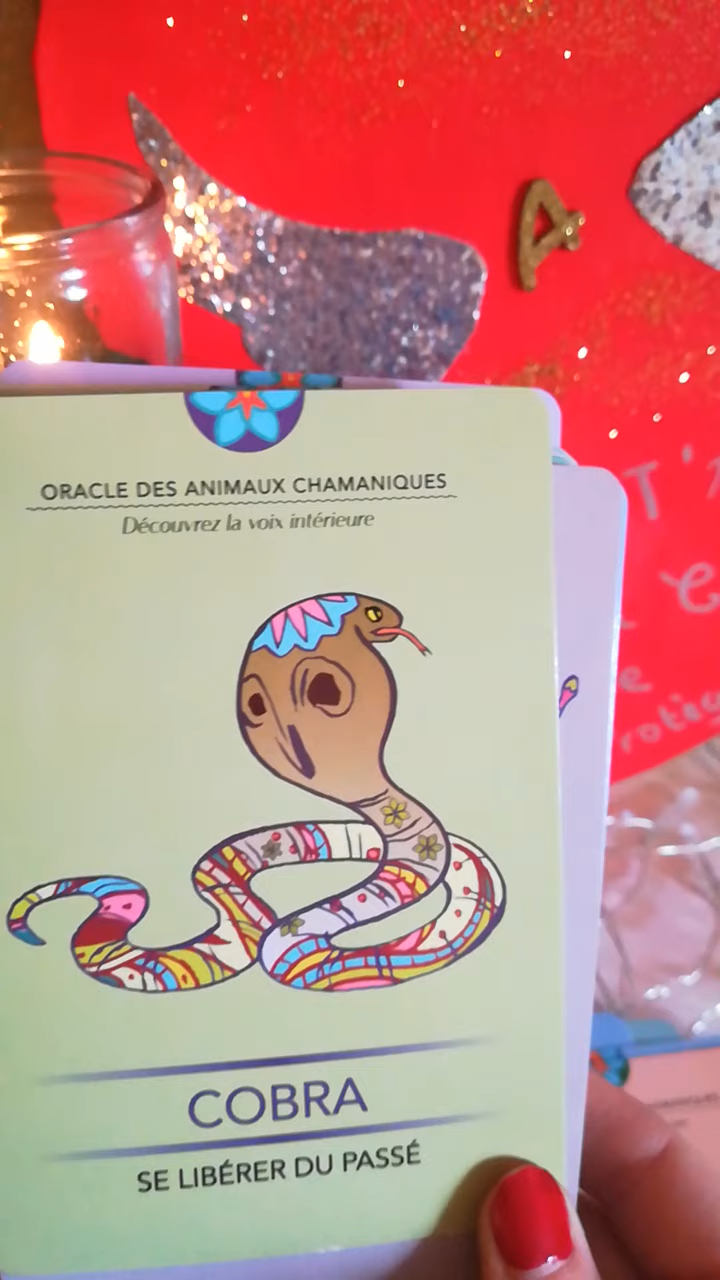 A
ORACLE DES ANIMAUX CHAMANIQUES
Découvrez la voix intérieure
COBRA
SE LIBÉRER DU PASSÉ